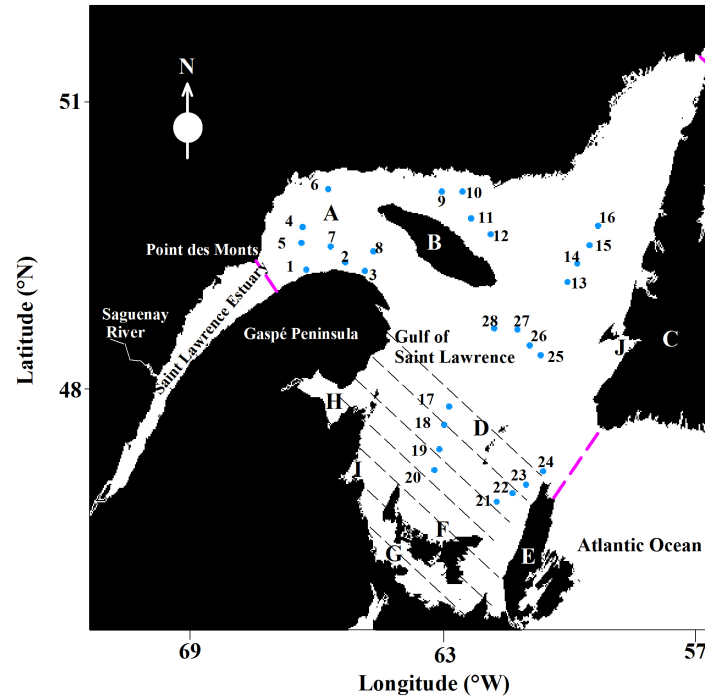 N
51
6
9
10
4
A
11
16
5
7
B
12
Point des Monts
8
15
2
14
1
3
13
Saguenay
River
Saint Lawrence Estuary
Gaspé Peninsula
28
27
C
Gulf of
Saint Lawrence
26
J
25
Latitude (°N)
48
H
17
D
18
19
I
20
24
23
22
21
F
G
E
Atlantic Ocean
69
63
57
Longitude (°W)